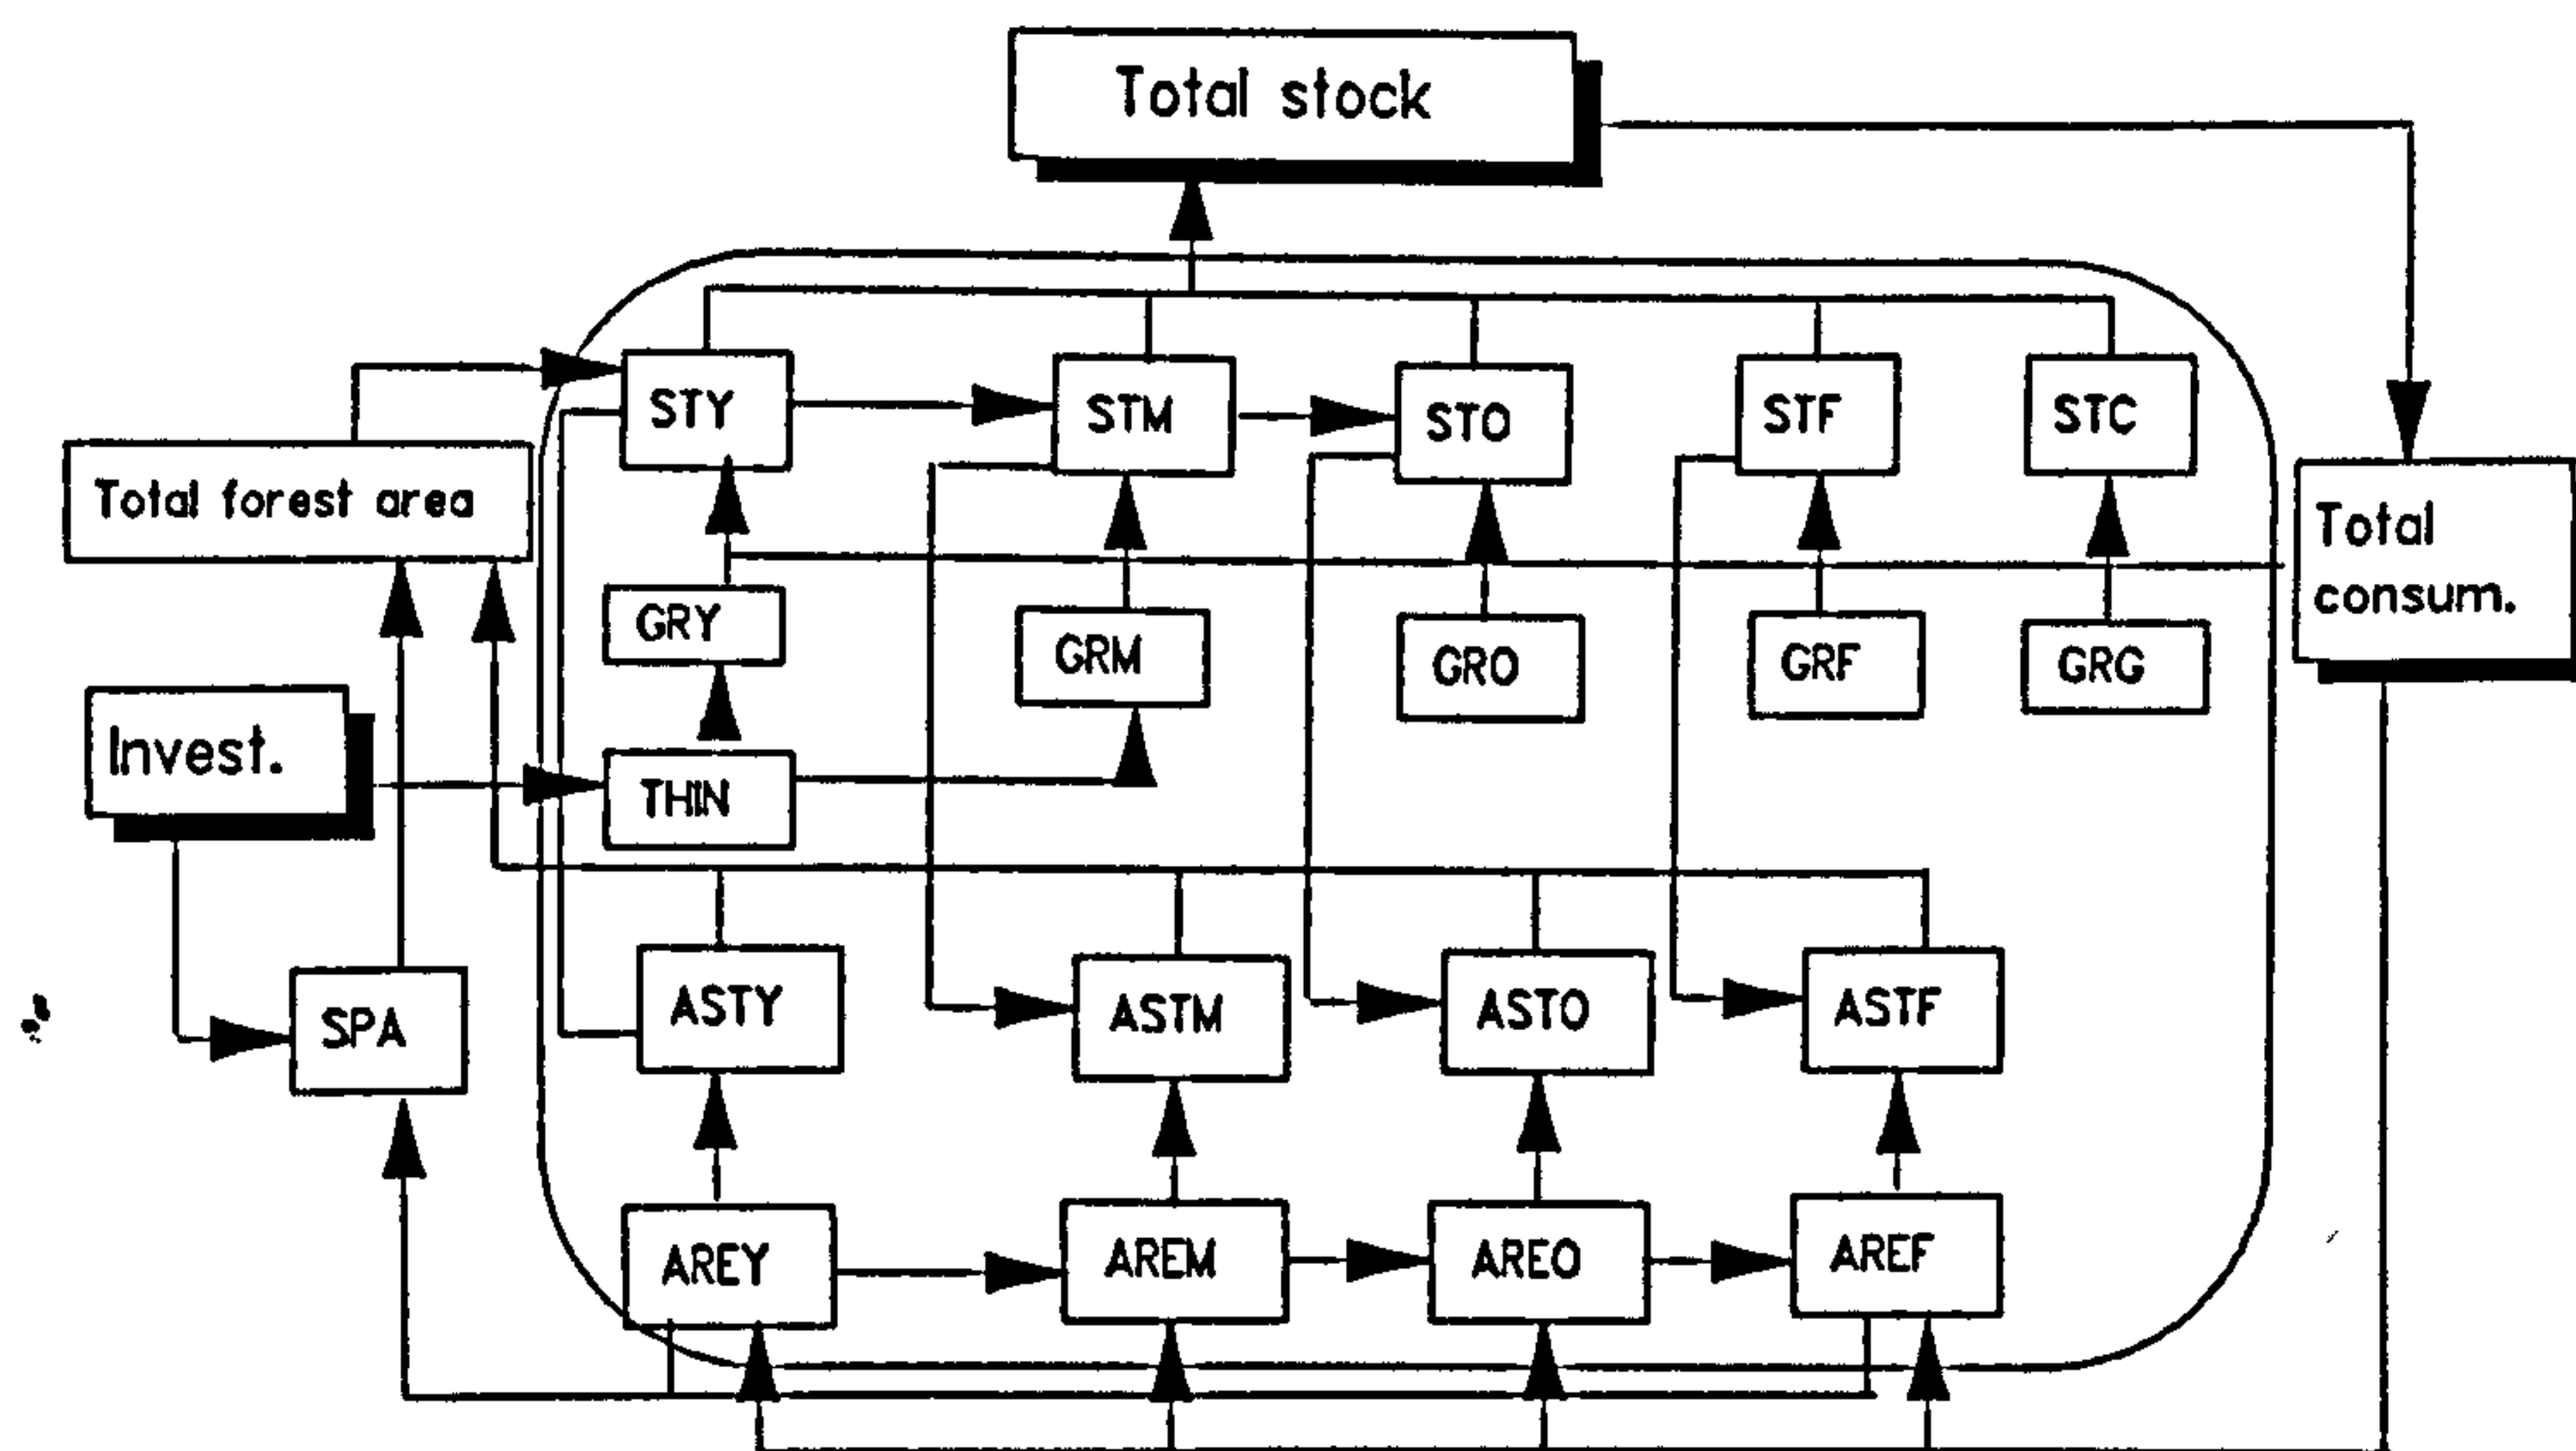 Total stock
STY
STM
STO
STF
STC
Total forest area
Total
consum.
GRY
GRM
GRO
GRF
GRG
Invest.
THIN
SPA
ASTY
ASTM
ASTO
ASTF
AREY
AREM
AREO
AREF